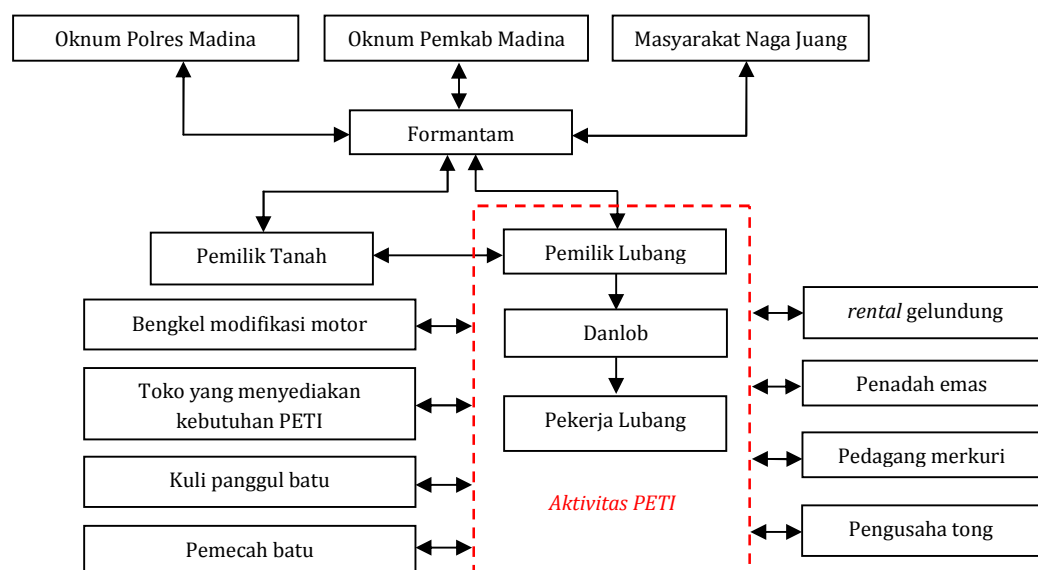 Oknum Polres Madina
Oknum Pemkab Madina
Masyarakat Naga Juang
Formantam
Pemilik Tanah
Pemilik Lubang
Bengkel modifikasi motor
Danlob
rental gelundung
Toko yang menyediakan
kebutuhan PETI
Pekerja Lubang
Penadah emas
Kuli panggul batu
Aktivitas PETI
Pedagang merkuri
Pemecah batu
Pengusaha tong